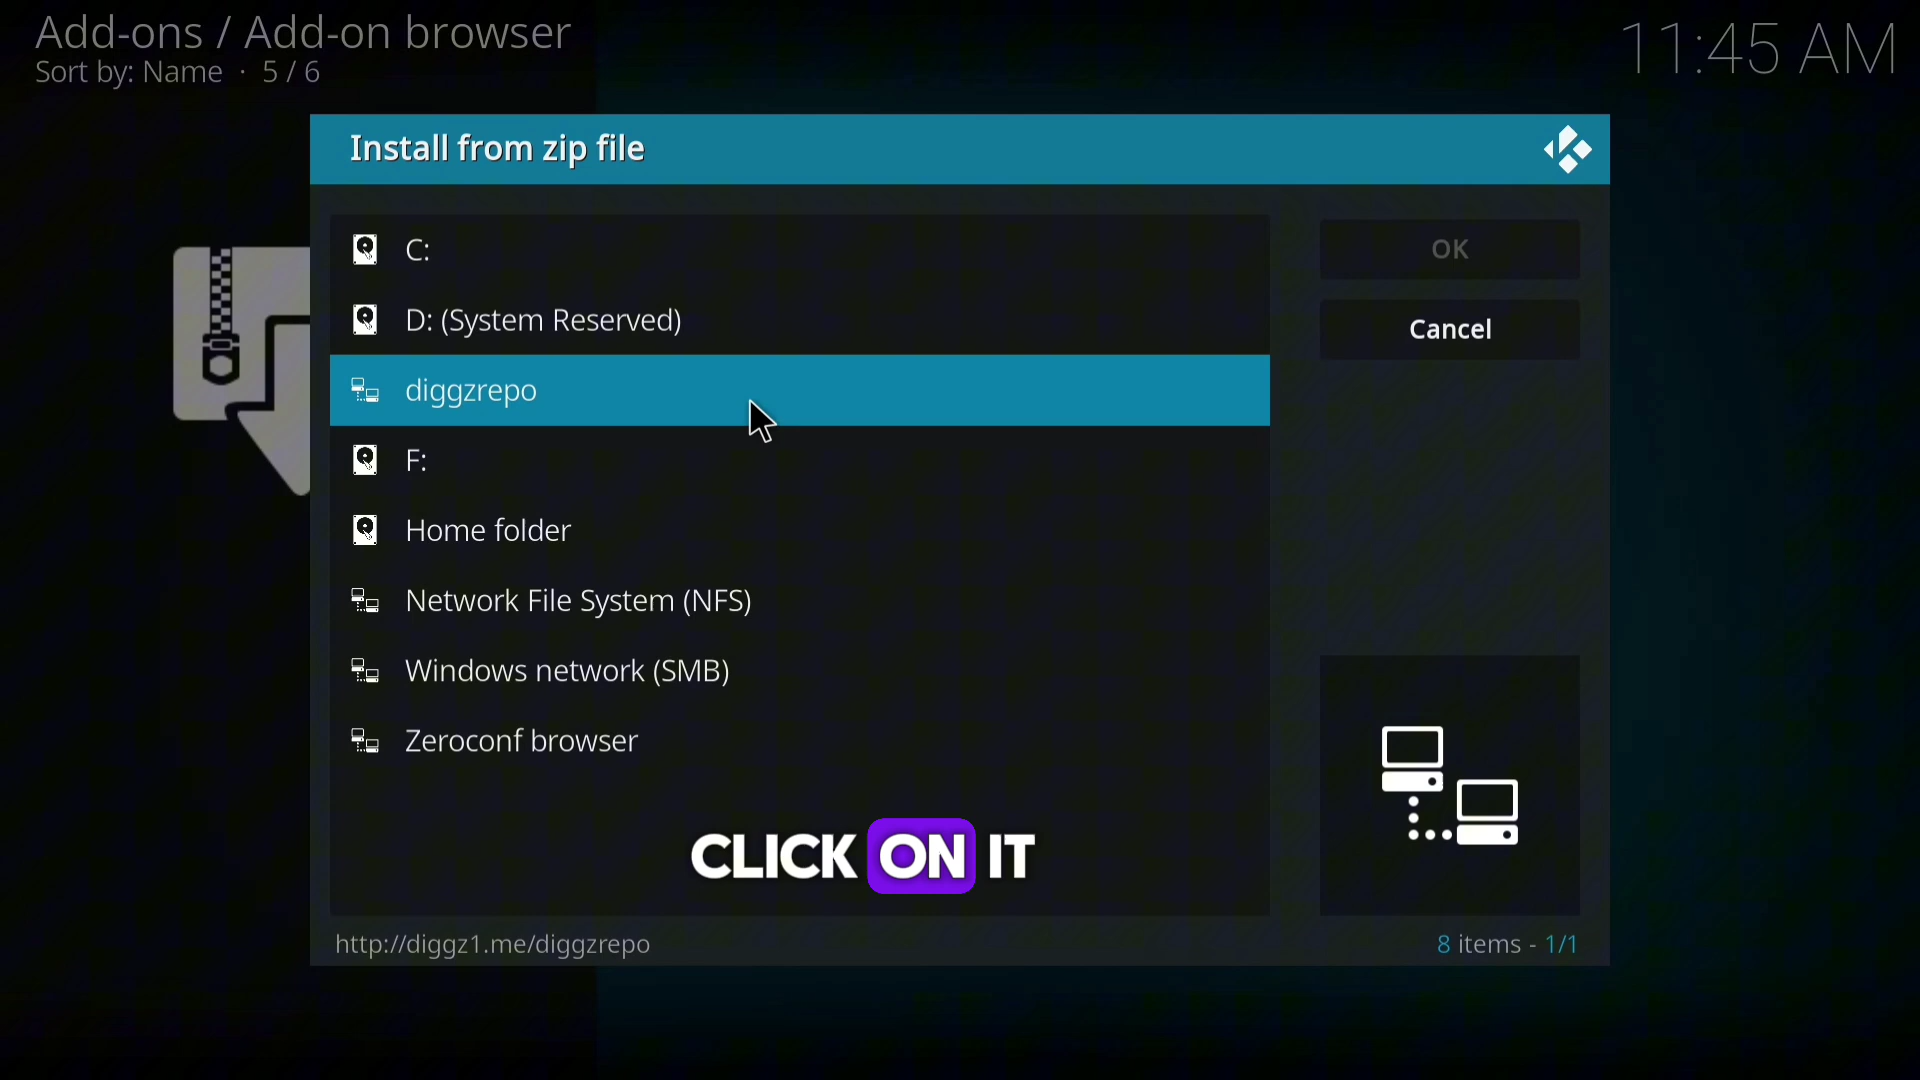 Add-ons / Add-on browser
Sort by: Name · 5 / 6
11:45 AM
Install from zip file
C:
D: (System Reserved)
diggzrepo
F:
Home folder
Network File System (NFS)
Windows network (SMB)
Zeroconf browser
OK
Cancel
CLICK ON IT
http://diggz1.me/diggzrepo
8 items - 1/1